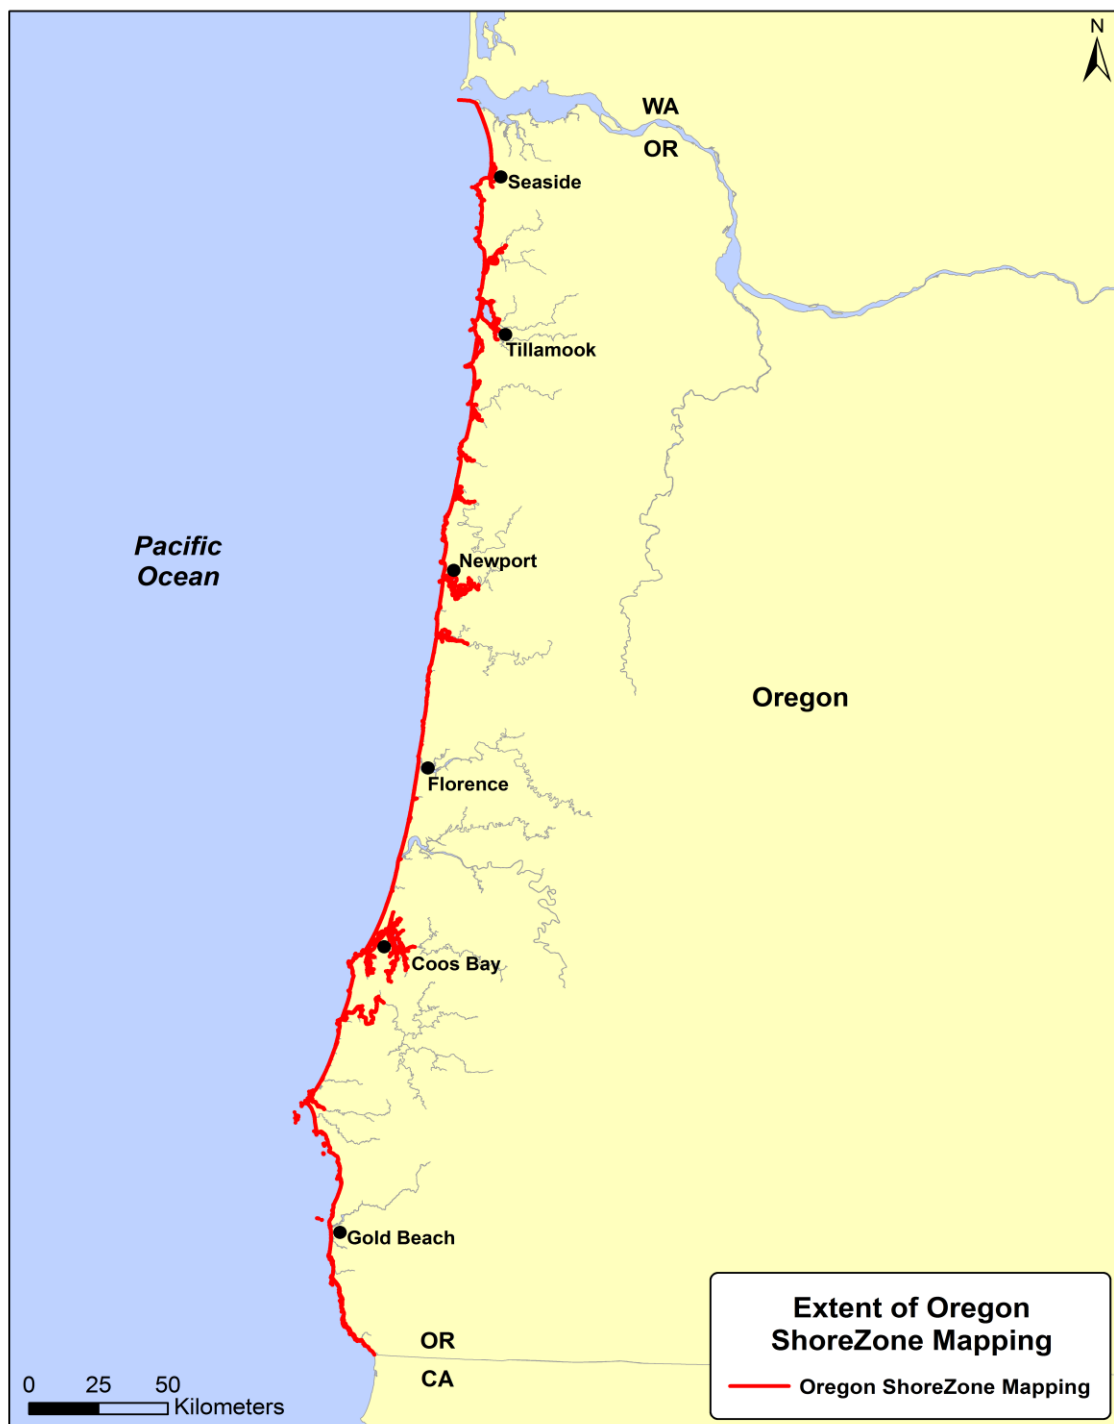 N
WA
OR
Seaside
Tillamook
Pacific
Ocean
Newport
Oregon
Florence
Coos Bay
Gold Beach
OR
CA
0 25 50
Kilometers
Extent of Oregon
ShoreZone Mapping
Oregon ShoreZone Mapping